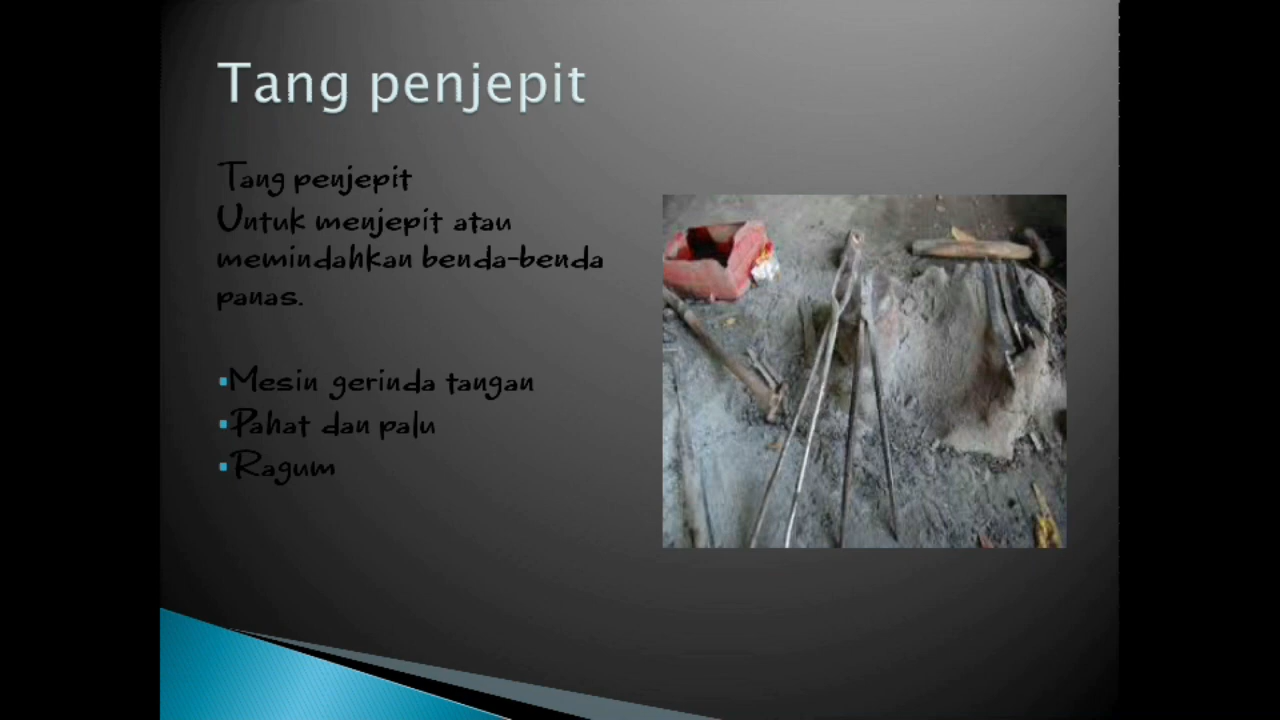 Tang penjepit
Tang penjepit
Untuk menjepit atau
memindahkan benda-benda
panas.
▪Mesin gerinda tangan
▪Pahat dan palu
▪Ragum